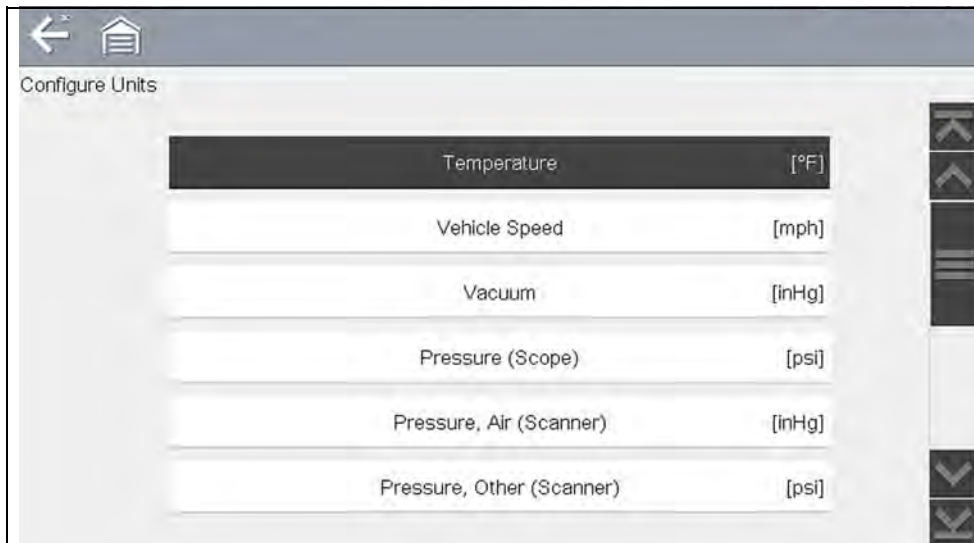 Configure Units
Temperature [°F]
Vehicle Speed [mph]
Vacuum [inHg]
Pressure (Scope) [psi]
Pressure, Air (Scanner) [inHg]
Pressure, Other (Scanner) [psi]